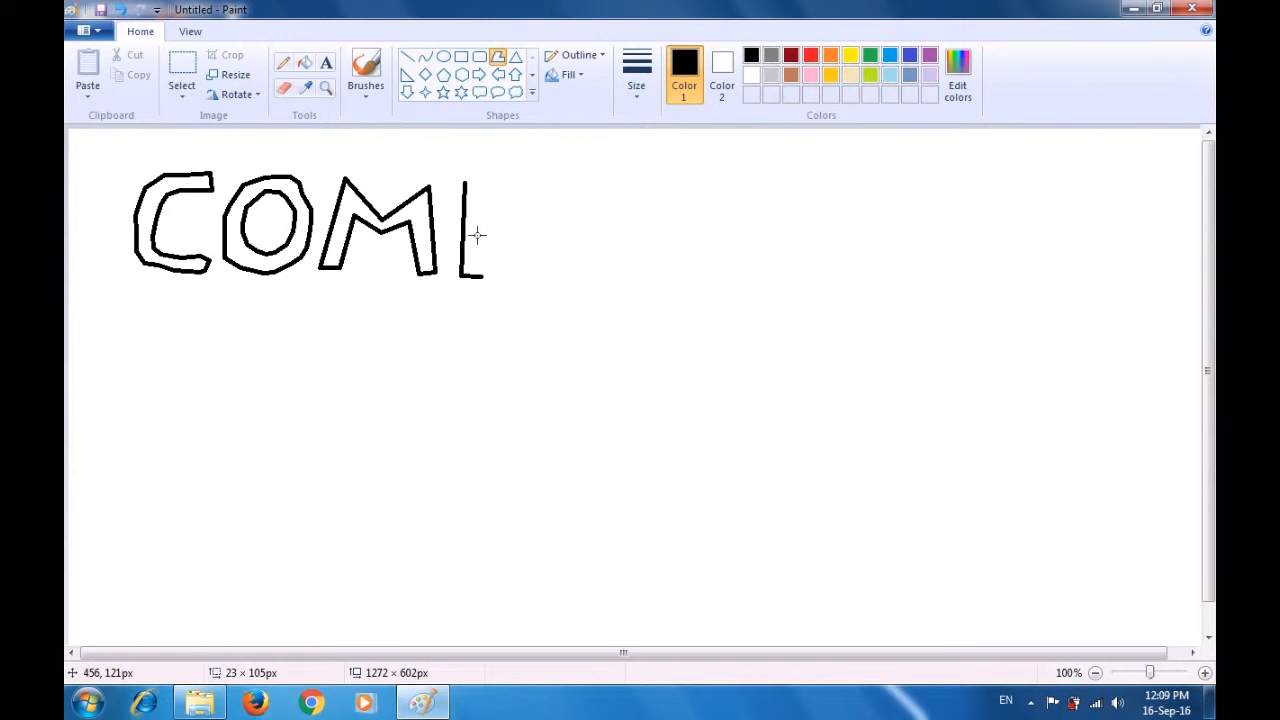 Untitled - Paint
Home View
Paste Cut Copy Clipboard
Select Crop Resize Rotate Image
A Tools
Brushes
Outline Fill Shapes
Size
Color 1 Color 2
Edit colors
Colors
COM
456, 121px 23 × 105px 1272 × 602px 100%
EN 12:09 PM
16-Sep-16